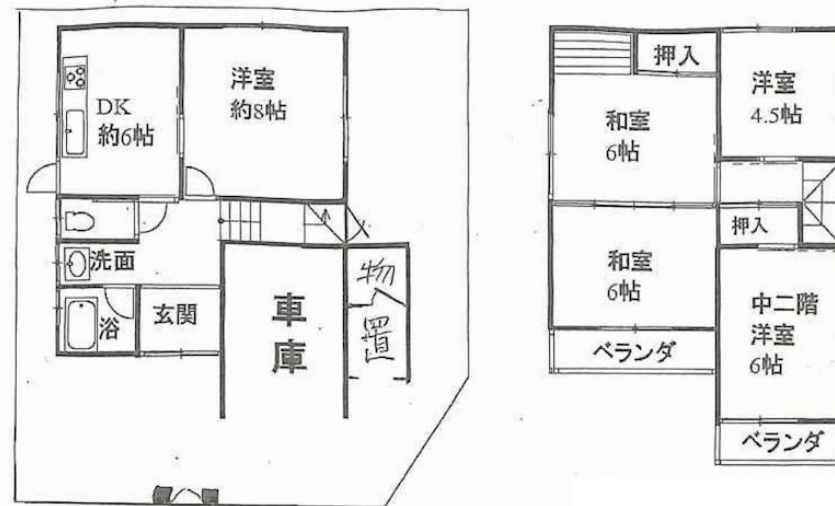 DK
約6帖
洋室
約8帖
洗面
浴
玄関
車
庫
物
置
押入
和室
6帖
洋室
4.5帖
押入
和室
6帖
ベランダ
中二階
洋室
6帖
ベランダ